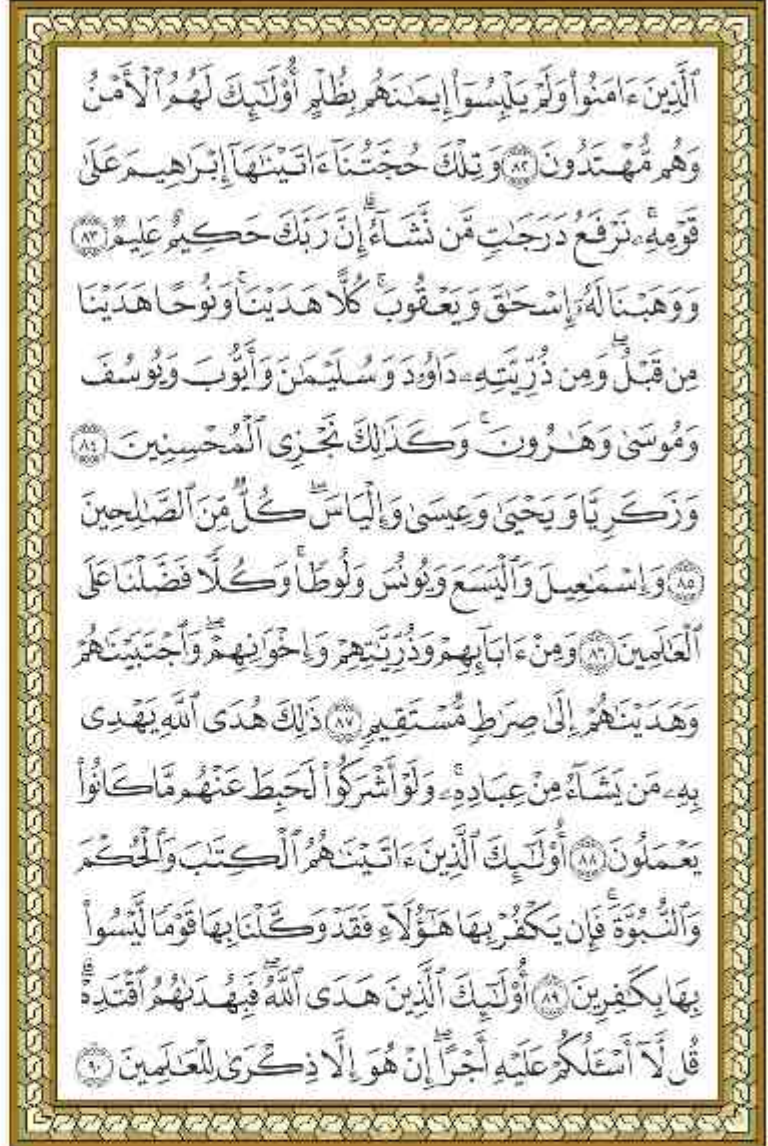 ٱلَّذِينَ ءَامَنُوا۟ وَلَمْ يَلْبِسُوٓا۟ إِيمَـٰنَهُم بِظُلْمٍ أُو۟لَـٰٓئِكَ لَهُمُ ٱلْأَمْنُ
وَهُم مُّهْتَدُونَ ٨٢ وَتِلْكَ حُجَّتُنَآ ءَاتَيْنَـٰهَآ إِبْرَٰهِيمَ عَلَىٰ
قَوْمِهِۦ ۚ نَرْفَعُ دَرَجَـٰتٍ مَّن نَّشَآءُ ۗ إِنَّ رَبَّكَ حَكِيمٌ عَلِيمٌ ٨٣
وَوَهَبْنَا لَهُۥٓ إِسْحَـٰقَ وَيَعْقُوبَ ۚ كُلًّا هَدَيْنَا ۚ وَنُوحًا هَدَيْنَا
مِن قَبْلُ ۖ وَمِن ذُرِّيَّتِهِۦ دَاوُۥدَ وَسُلَيْمَـٰنَ وَأَيُّوبَ وَيُوسُفَ
وَمُوسَىٰ وَهَـٰرُونَ ۚ وَكَذَٰلِكَ نَجْزِى ٱلْمُحْسِنِينَ ٨٤
وَزَكَرِيَّا وَيَحْيَىٰ وَعِيسَىٰ وَإِلْيَاسَ ۖ كُلٌّ مِّنَ ٱلصَّـٰلِحِينَ
٨٥ وَإِسْمَـٰعِيلَ وَٱلْيَسَعَ وَيُونُسَ وَلُوطًا ۚ وَكُلًّا فَضَّلْنَا عَلَى
ٱلْعَـٰلَمِينَ ٨٦ وَمِنْ ءَابَآئِهِمْ وَذُرِّيَّـٰتِهِمْ وَإِخْوَٰنِهِمْ ۖ وَٱجْتَبَيْنَـٰهُمْ
وَهَدَيْنَـٰهُمْ إِلَىٰ صِرَٰطٍ مُّسْتَقِيمٍ ٨٧ ذَٰلِكَ هُدَى ٱللَّهِ يَهْدِى
بِهِۦ مَن يَشَآءُ مِنْ عِبَادِهِۦ ۚ وَلَوْ أَشْرَكُوا۟ لَحَبِطَ عَنْهُم مَّا كَانُوا۟
يَعْمَلُونَ ٨٨ أُو۟لَـٰٓئِكَ ٱلَّذِينَ ءَاتَيْنَـٰهُمُ ٱلْكِتَـٰبَ وَٱلْحُكْمَ
وَٱلنُّبُوَّةَ ۚ فَإِن يَكْفُرْ بِهَا هَـٰٓؤُلَآءِ فَقَدْ وَكَّلْنَا بِهَا قَوْمًا لَّيْسُوا۟
بِهَا بِكَـٰفِرِينَ ٨٩ أُو۟لَـٰٓئِكَ ٱلَّذِينَ هَدَى ٱللَّهُ ۖ فَبِهُدَىٰهُمُ ٱقْتَدِهْ ۗ
قُل لَّآ أَسْـَٔلُكُمْ عَلَيْهِ أَجْرًا ۖ إِنْ هُوَ إِلَّا ذِكْرَىٰ لِلْعَـٰلَمِينَ ٩٠